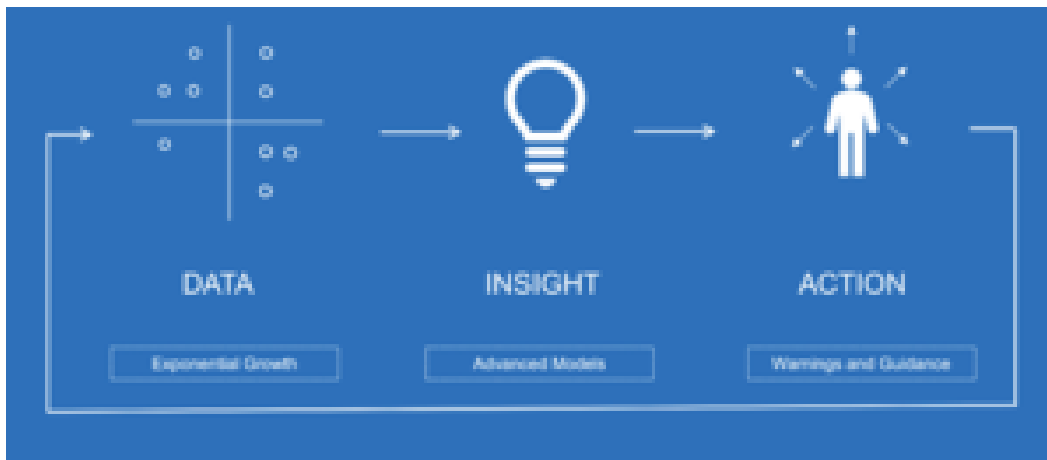 DATA
INSIGHT
ACTION
Exponential Growth
Advanced Models
Warnings and Guidance